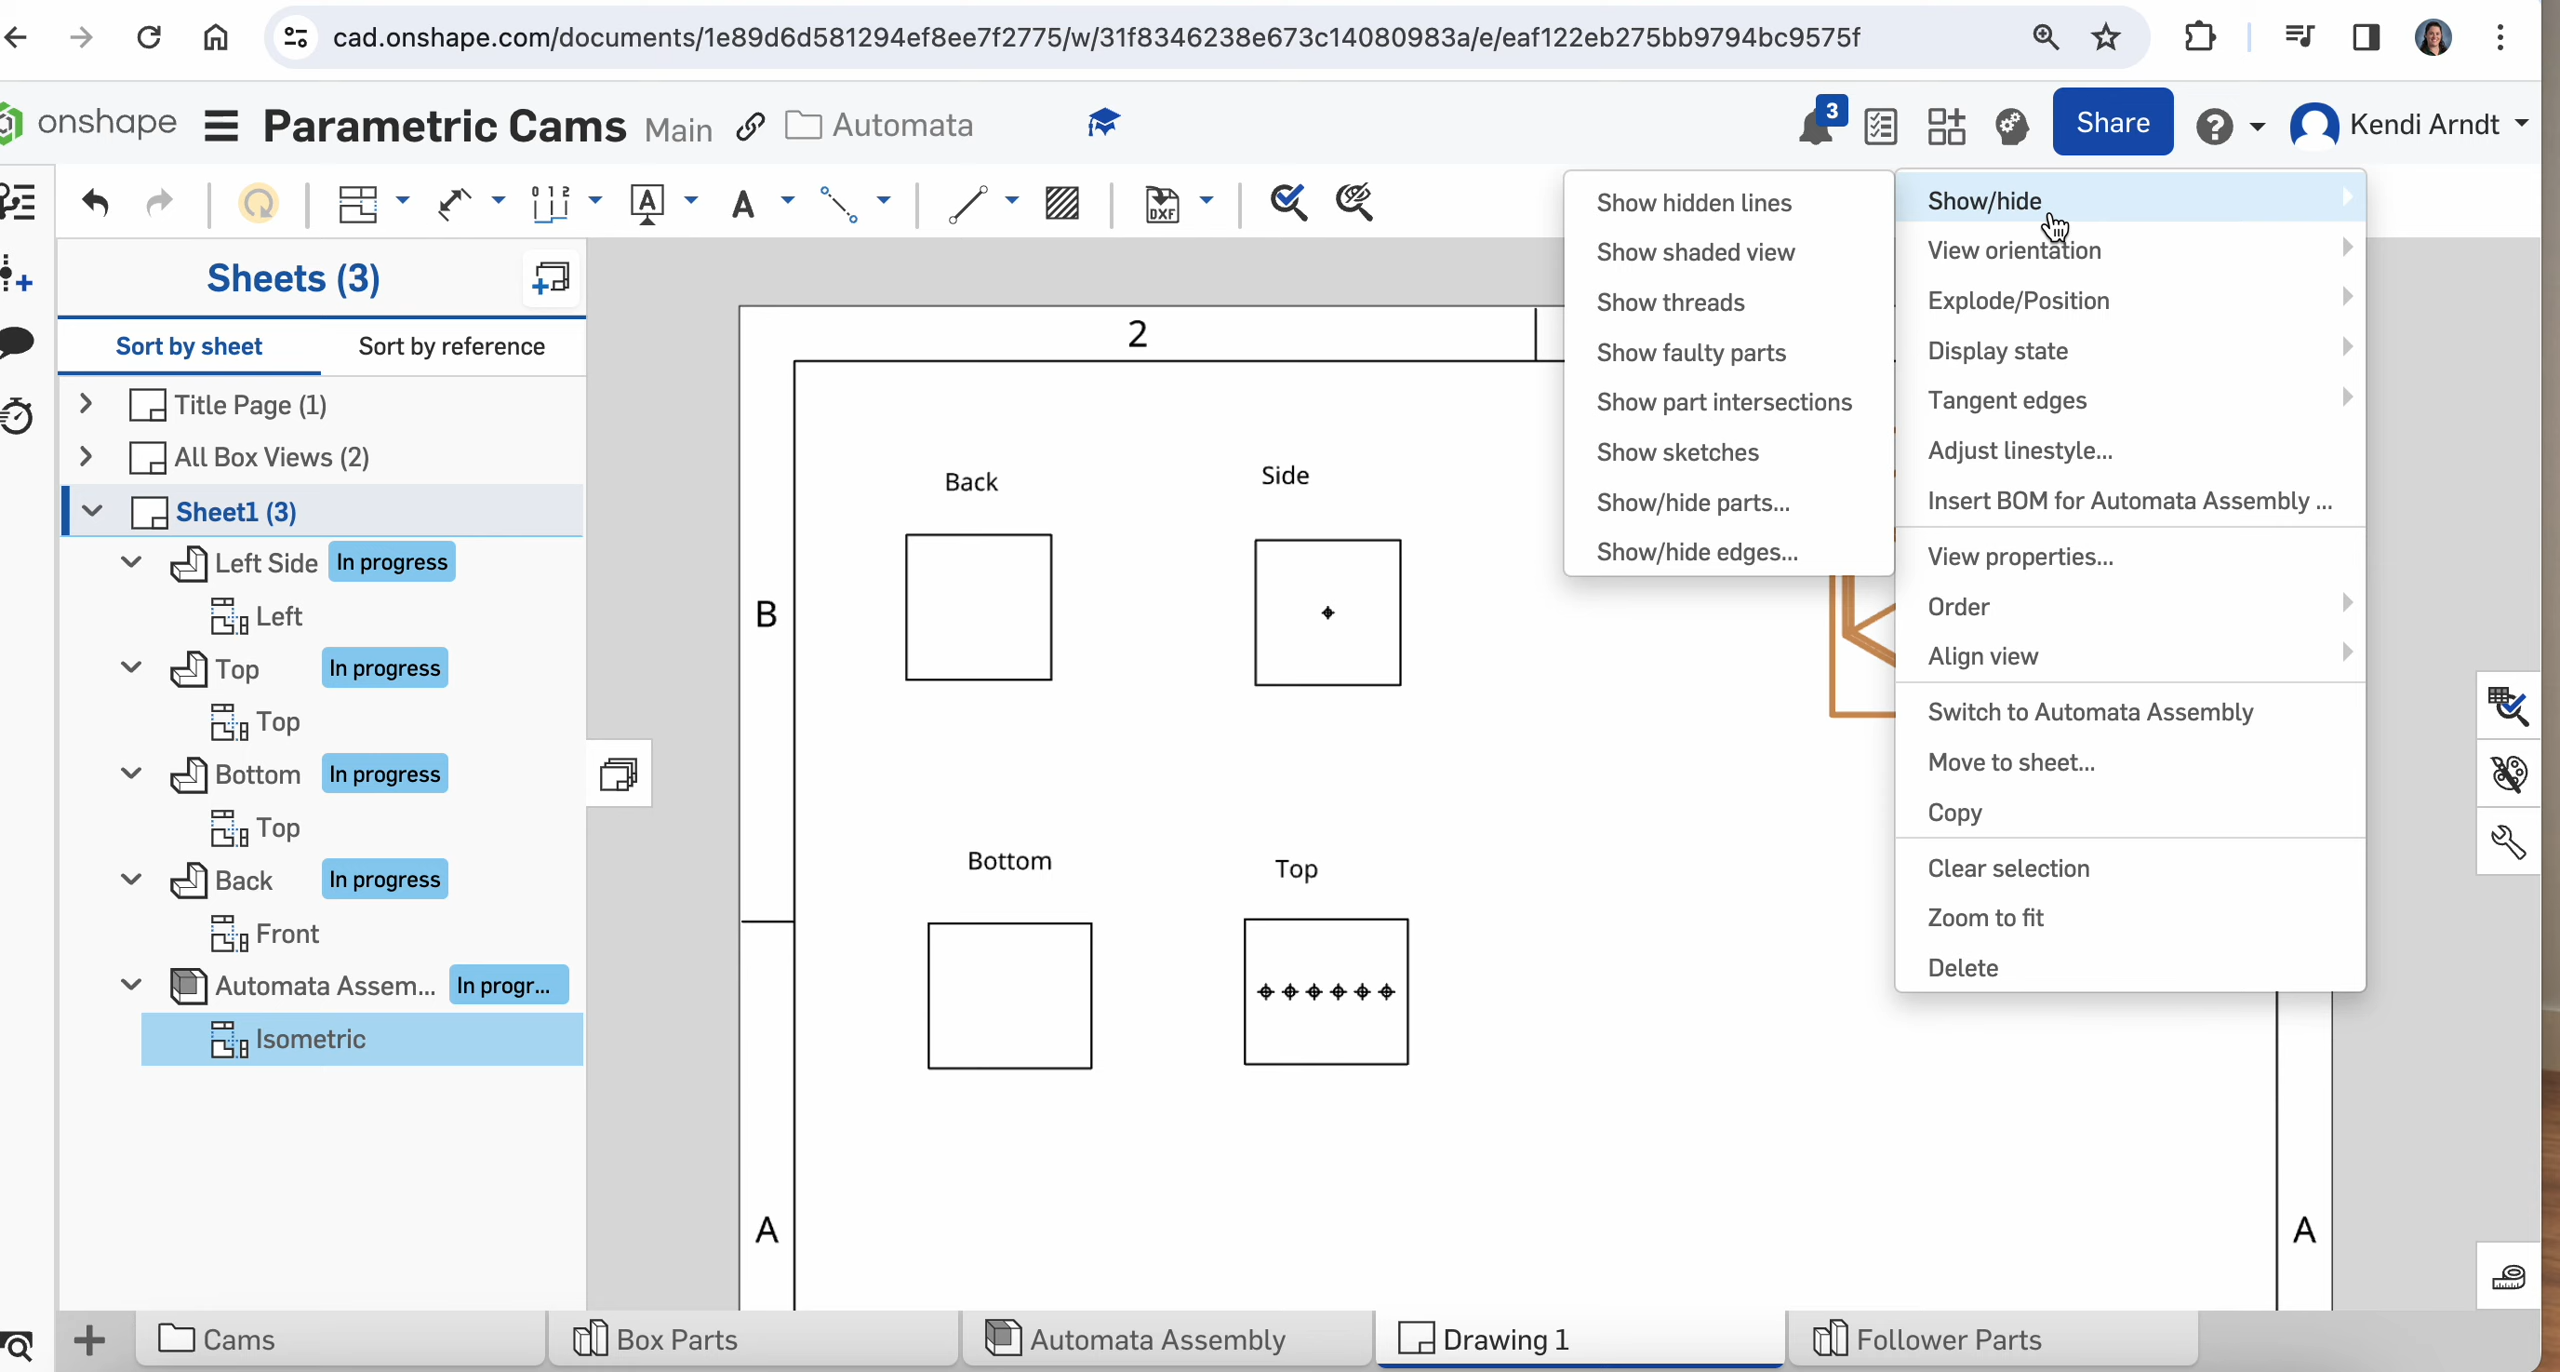 cad.onshape.com/documents/1e89d6d581294ef8ee7f2775/w/31f8346238e673c14080983a/e/eaf122eb275bb9794bc9575f
onshape Parametric Cams Main Automata 3 Share Kendi Arndt
0 1 2 A A DXF
Sheets (3)
Sort by sheet Sort by reference
Title Page (1)
All Box Views (2)
Sheet1 (3)
Left Side In progress
Left
Top In progress
Top
Bottom In progress
Top
Back In progress
Front
Automata Assem... In progr...
Isometric
2
B
A
A
Back
Side
Bottom
Top
Show hidden lines
Show shaded view
Show threads
Show faulty parts
Show part intersections
Show sketches
Show/hide parts...
Show/hide edges...
Show/hide
View orientation
Explode/Position
Display state
Tangent edges
Adjust linestyle...
Insert BOM for Automata Assembly ...
View properties...
Order
Align view
Switch to Automata Assembly
Move to sheet...
Copy
Clear selection
Zoom to fit
Delete
Cams
Box Parts
Automata Assembly
Drawing 1
Follower Parts